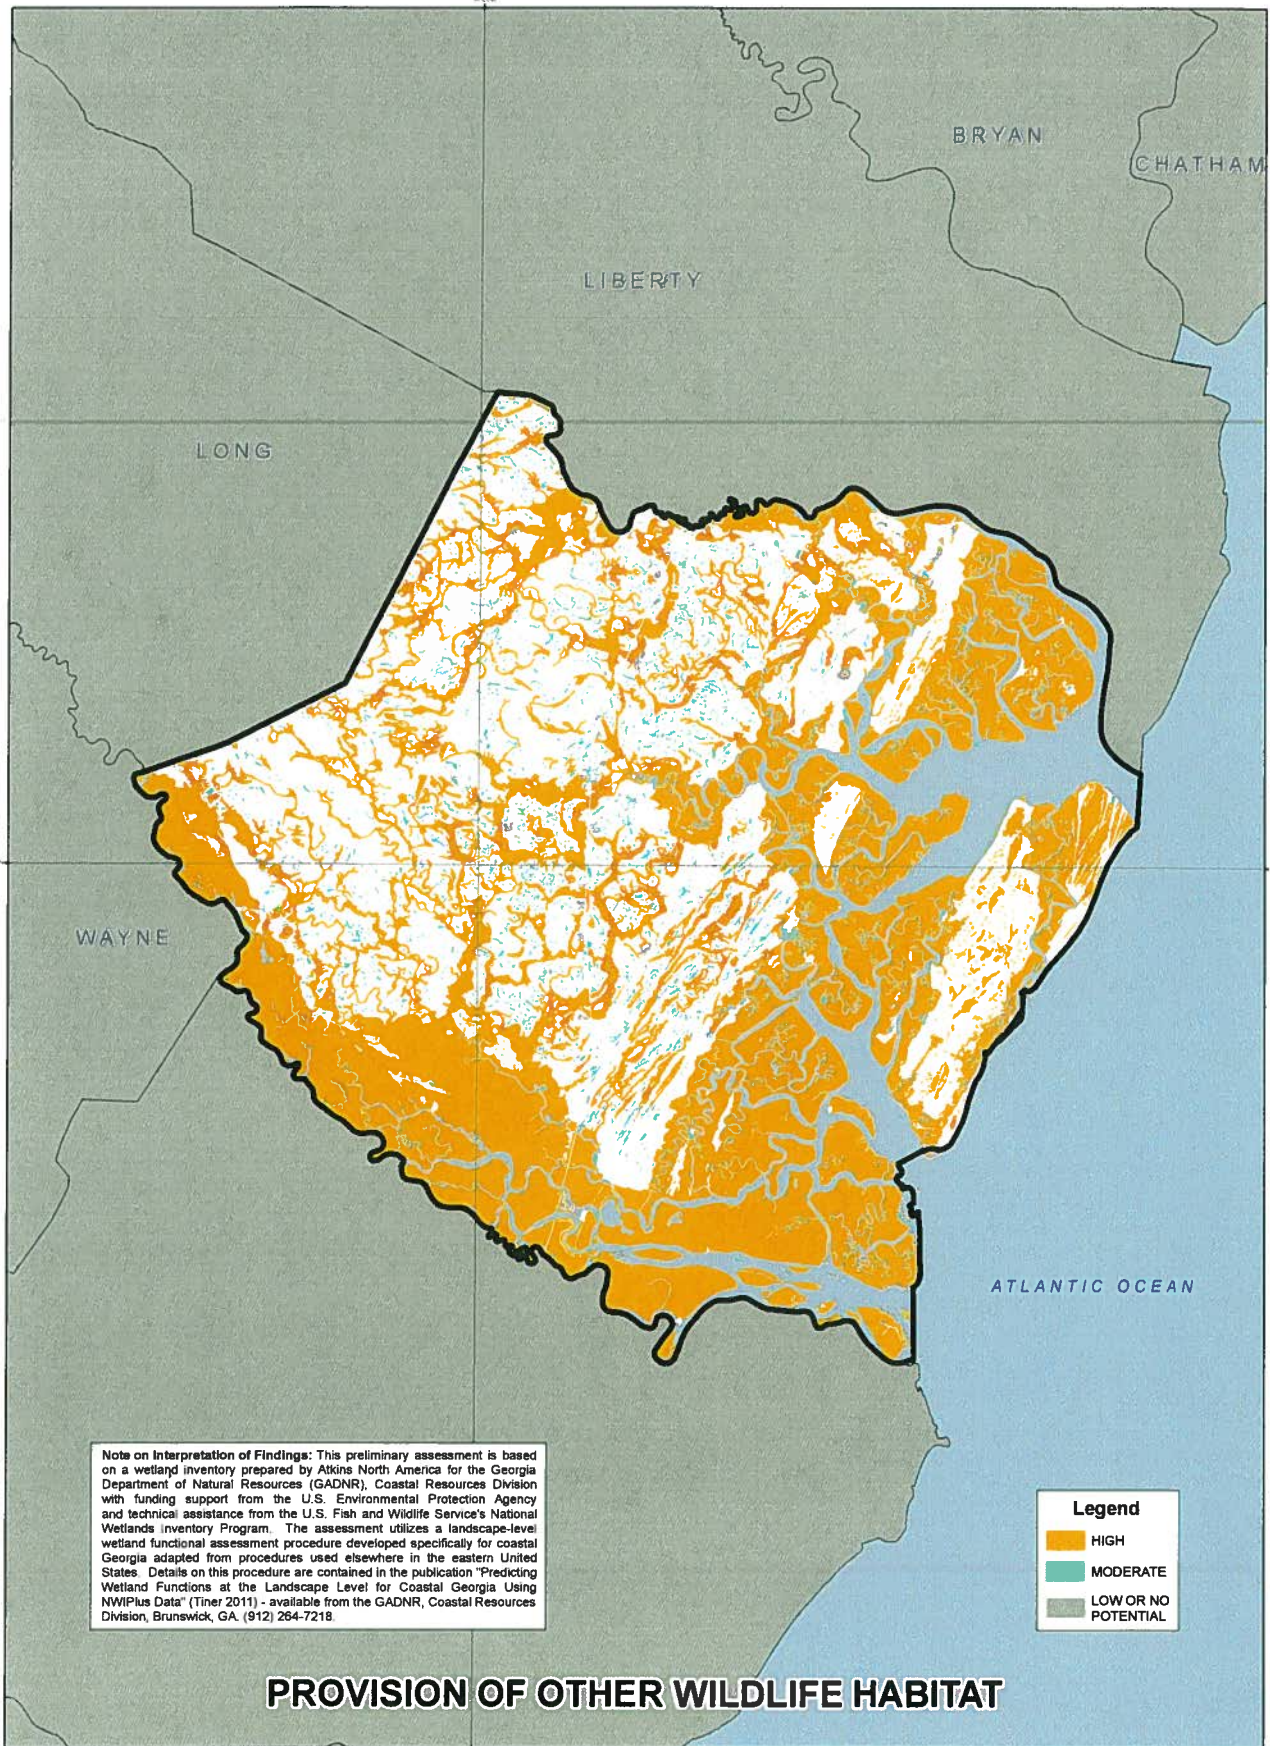 BRYAN
CHATHAM
LIBERTY
LONG
WAYNE
ATLANTIC OCEAN
Note on Interpretation of Findings: This preliminary assessment is based
on a wetland inventory prepared by Atkins North America for the Georgia
Department of Natural Resources (GADNR), Coastal Resources Division
with funding support from the U.S. Environmental Protection Agency
and technical assistance from the U.S. Fish and Wildlife Service's National
Wetlands Inventory Program. The assessment utilizes a landscape-level
wetland functional assessment procedure developed specifically for coastal
Georgia adapted from procedures used elsewhere in the eastern United
States. Details on this procedure are contained in the publication "Predicting
Wetland Functions at the Landscape Level for Coastal Georgia Using
NWIPlus Data" (Tiner 2011) - available from the GADNR, Coastal Resources
Division, Brunswick, GA. (912) 264-7218.
Legend
HIGH
MODERATE
LOW OR NO
POTENTIAL
PROVISION OF OTHER WILDLIFE HABITAT